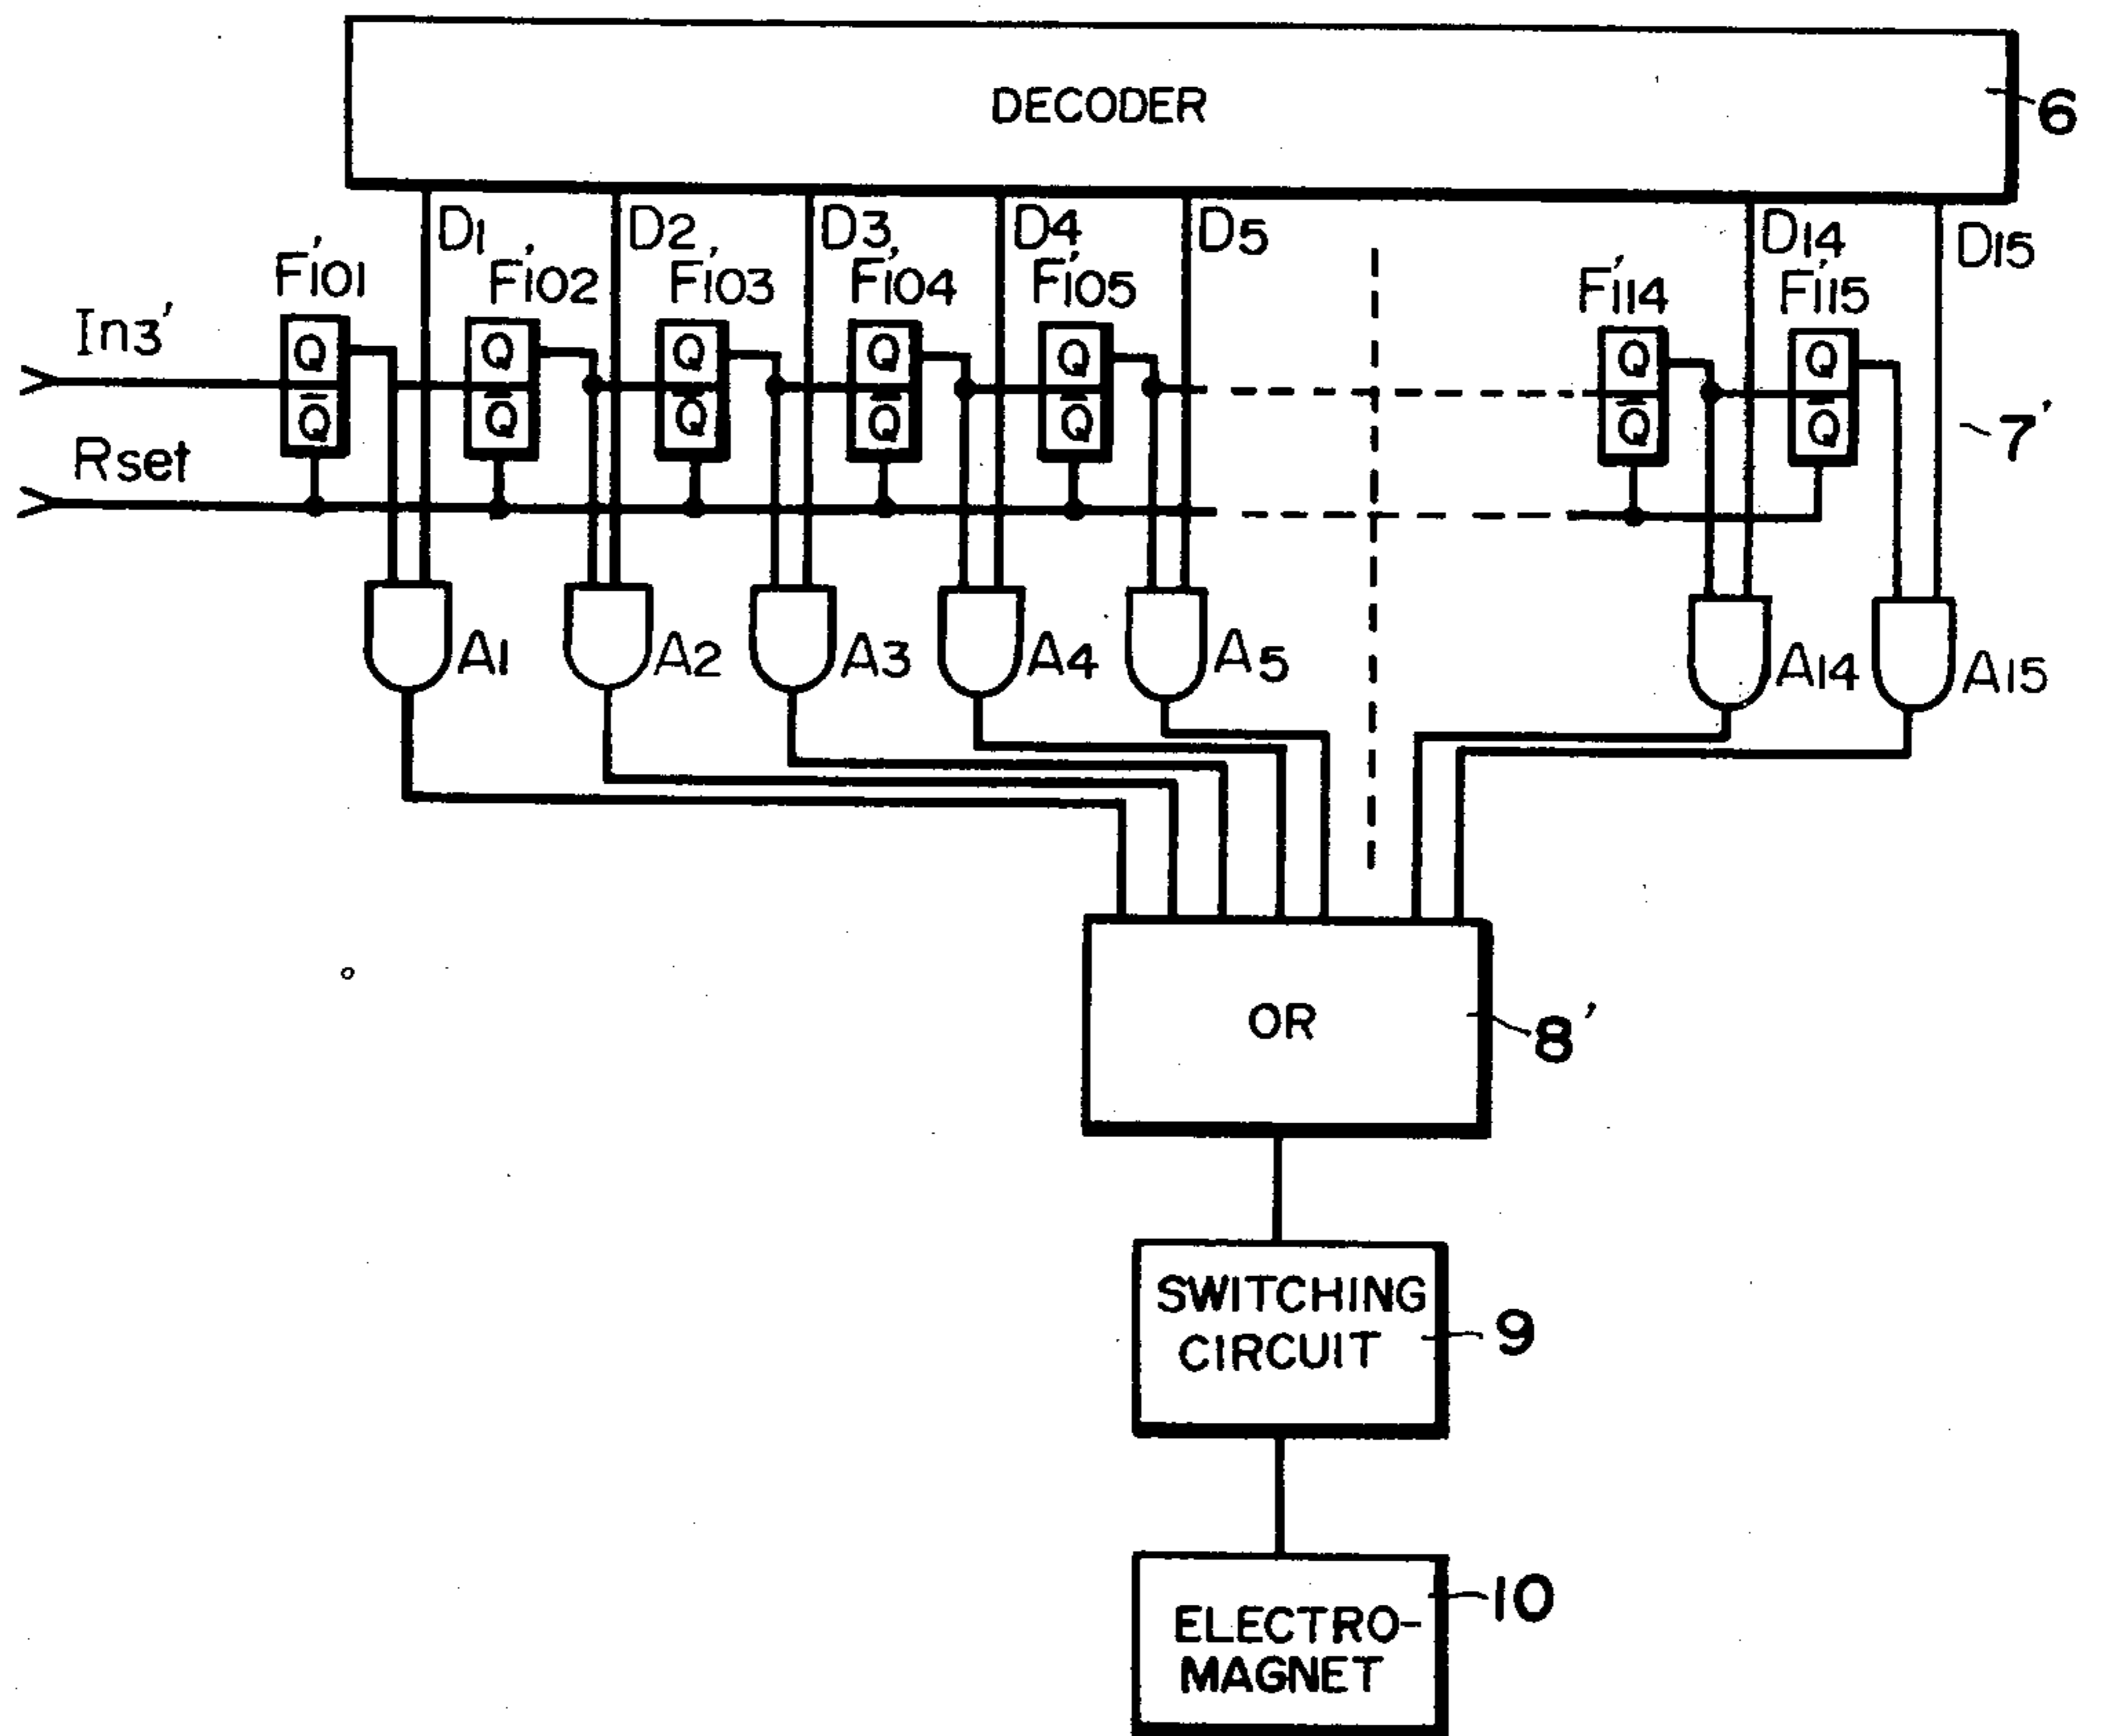 DECODER
6
D1 D2 D3 D4 D5 D14 D15
F'101 F'102 F'103 F'104 F'105 F'114 F'115
In3'
Q Q Q Q Q Q Q
Q̅ Q̅ Q̅ Q̅ Q̅ Q̅ Q̅
7'
Rset
A1 A2 A3 A4 A5 A14 A15
OR
8'
SWITCHING
CIRCUIT
9
ELECTRO-
MAGNET
10